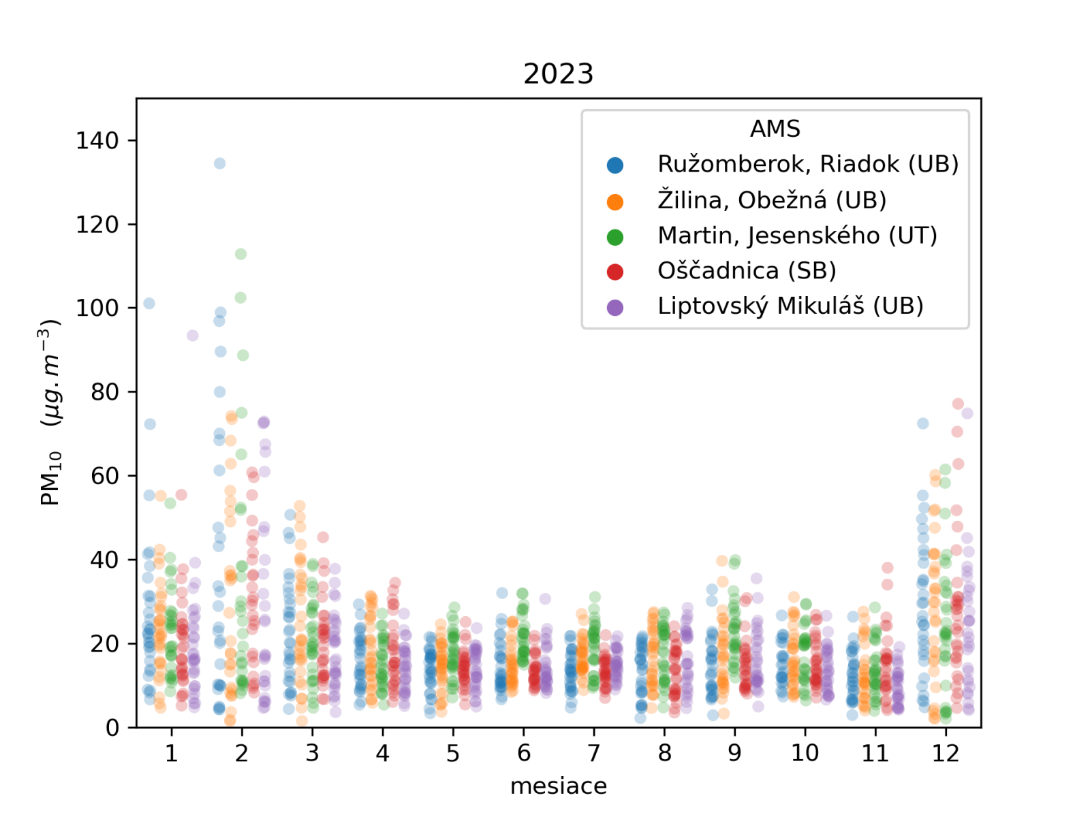 2023
AMS
Ružomberok, Riadok (UB)
Žilina, Obežná (UB)
Martin, Jesenského (UT)
Oščadnica (SB)
Liptovský Mikuláš (UB)
PM₁₀ (μg.m⁻³)
140
120
100
80
60
40
20
0
1 2 3 4 5 6 7 8 9 10 11 12
mesiace